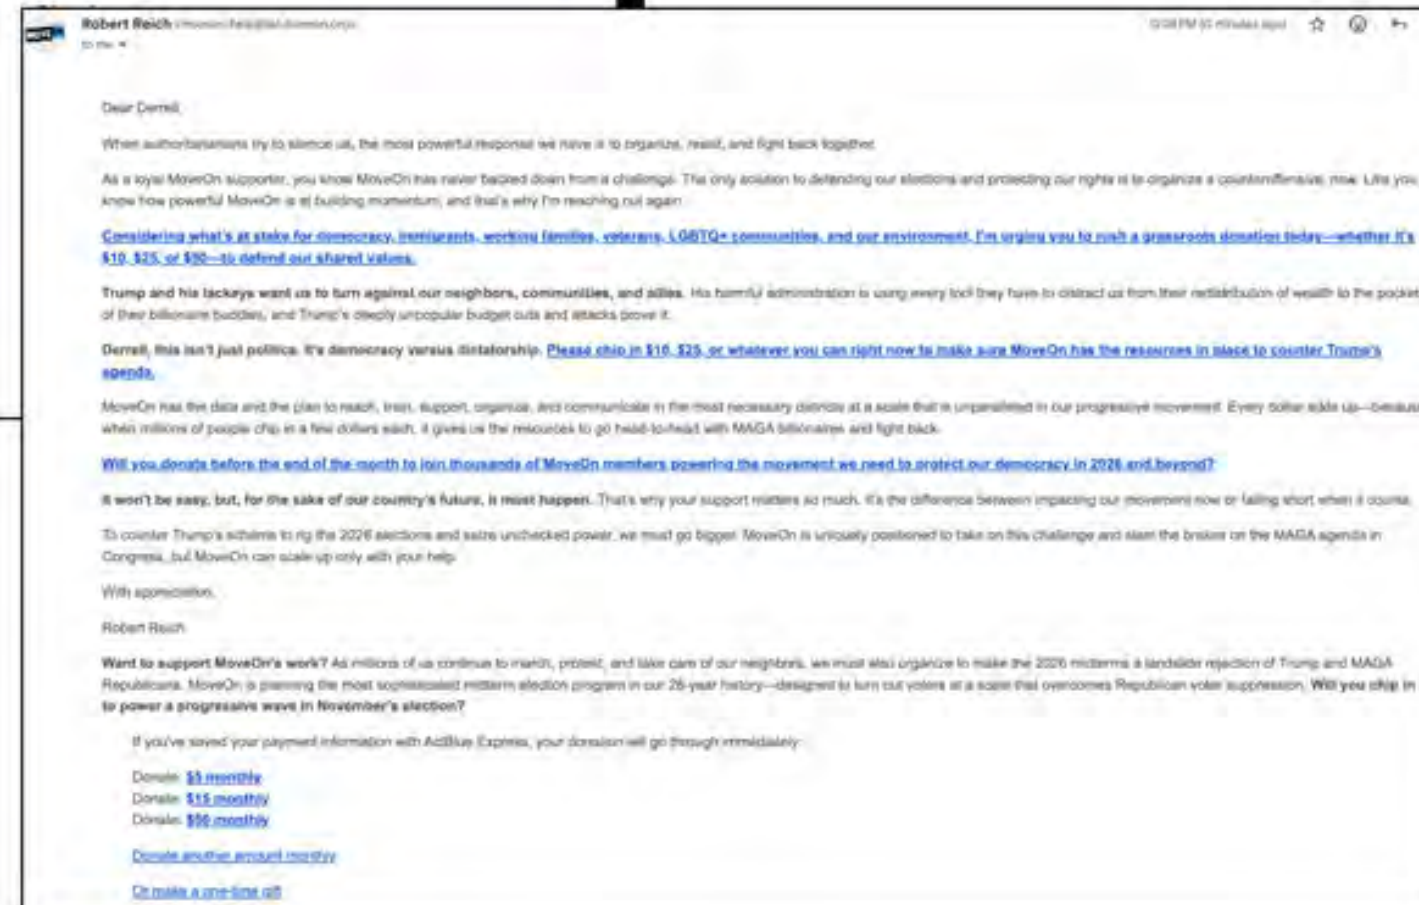 Robert Reich
to me
Dear Derrell,
When authoritarians try to silence us, the most powerful response we have is to organize, resist, and fight back together.
As a loyal MoveOn supporter, you know MoveOn has never backed down from a challenge. The only solution to defending our elections and protecting our rights is to organize a counteroffensive, now. Like you
know how powerful MoveOn is at building momentum, and that's why I'm reaching out again.
Considering what's at stake for democracy, immigrants, working families, veterans, LGBTQ+ communities, and our environment, I'm urging you to rush a grassroots donation today—whether it's
$10, $25, or $50—to defend our shared values.
Trump and his lackeys want us to turn against our neighbors, communities, and allies. His harmful administration is using every tool they have to distract us from their redistribution of wealth to the pocket
of their billionaire buddies, and Trump's deeply unpopular budget cuts and attacks prove it.
Derrell, this isn't just politics. It's democracy versus dictatorship. Please chip in $10, $25, or whatever you can right now to make sure MoveOn has the resources in place to counter Trump's
agenda.
MoveOn has the data and the plan to reach, train, support, organize, and communicate in the most necessary districts at a scale that is unparalleled in our progressive movement. Every dollar adds up—becaus
when millions of people chip in a few dollars each, it gives us the resources to go head-to-head with MAGA billionaires and fight back.
Will you donate before the end of the month to join thousands of MoveOn members powering the movement we need to protect our democracy in 2026 and beyond?
It won't be easy, but, for the sake of our country's future, it must happen. That's why your support matters so much. It's the difference between impacting our movement now or falling short when it counts.
To counter Trump's scheme to rig the 2026 elections and seize unchecked power, we must go bigger. MoveOn is uniquely positioned to take on this challenge and slam the brakes on the MAGA agenda in
Congress, but MoveOn can scale up only with your help.
With appreciation,
Robert Reich
Want to support MoveOn's work? As millions of us continue to march, protest, and take care of our neighbors, we must also organize to make the 2026 midterms a landslide rejection of Trump and MAGA
Republicans. MoveOn is planning the most sophisticated midterm election program in our 26-year history—designed to turn out voters at a scale that overcomes Republican voter suppression. Will you chip in
to power a progressive wave in November's election?
If you've saved your payment information with ActBlue Express, your donation will go through immediately:
Donate: $5 monthly
Donate: $15 monthly
Donate: $50 monthly
Donate another amount monthly
Or make a one-time gift